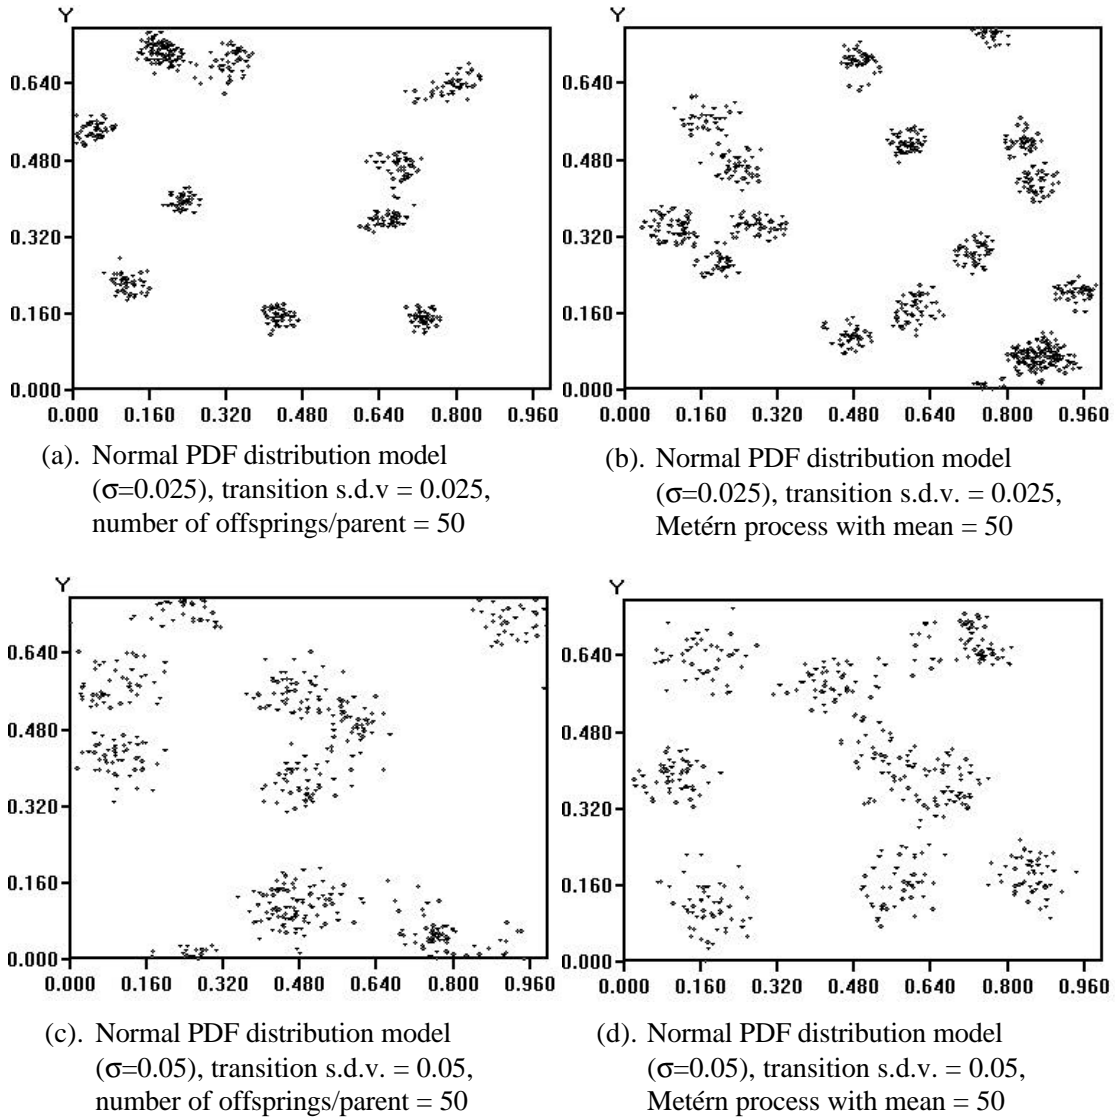 Y
0.640
0.480
0.320
0.160
0.000
0.000 0.160 0.320 0.480 0.640 0.800 0.960
(a). Normal PDF distribution model
(σ=0.025), transition s.d.v = 0.025,
number of offsprings/parent = 50
Y
0.640
0.480
0.320
0.160
0.000
0.000 0.160 0.320 0.480 0.640 0.800 0.960
(b). Normal PDF distribution model
(σ=0.025), transition s.d.v. = 0.025,
Metérn process with mean = 50
Y
0.640
0.480
0.320
0.160
0.000
0.000 0.160 0.320 0.480 0.640 0.800 0.960
(c). Normal PDF distribution model
(σ=0.05), transition s.d.v. = 0.05,
number of offsprings/parent = 50
Y
0.640
0.480
0.320
0.160
0.000
0.000 0.160 0.320 0.480 0.640 0.800 0.960
(d). Normal PDF distribution model
(σ=0.05), transition s.d.v. = 0.05,
Metérn process with mean = 50